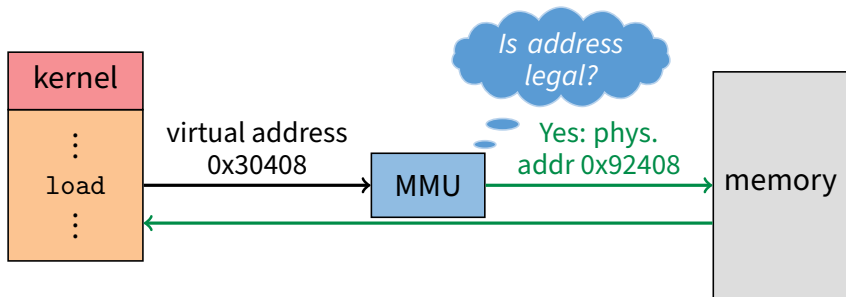 kernel
⋮
load
⋮
virtual address
0x30408
MMU
Is address
legal?
Yes: phys.
addr 0x92408
memory